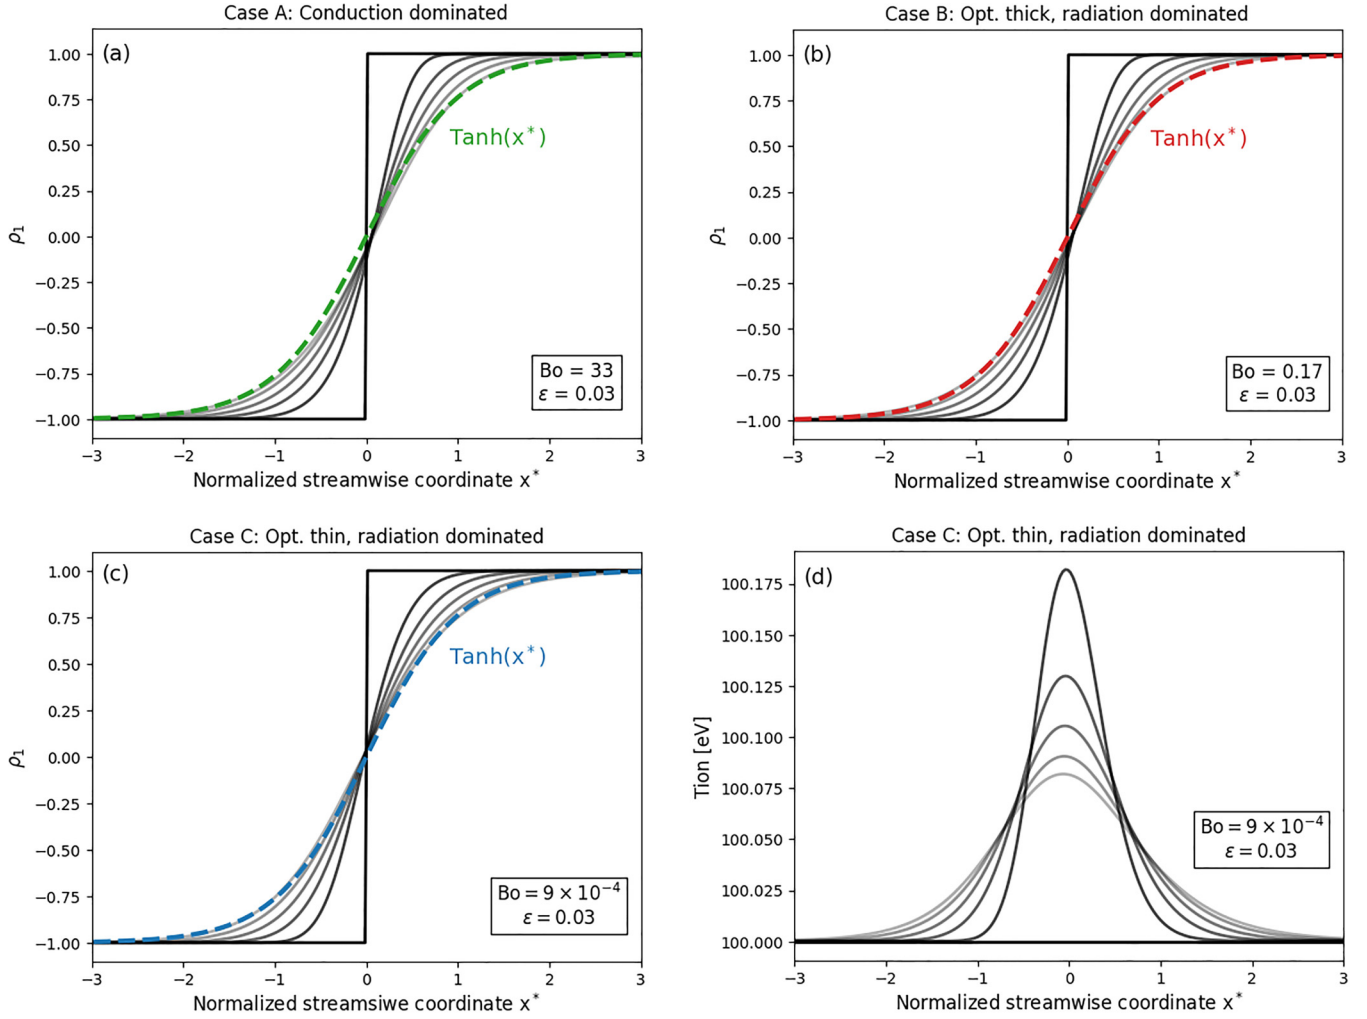 Case A: Conduction dominated
(a)
1.00
0.75
0.50
0.25
0.00
−0.25
−0.50
−0.75
−1.00
ρ1
Tanh(x*)
Bo = 33
ε = 0.03
−3 −2 −1 0 1 2 3
Normalized streamwise coordinate x*
Case B: Opt. thick, radiation dominated
(b)
1.00
0.75
0.50
0.25
0.00
−0.25
−0.50
−0.75
−1.00
ρ1
Tanh(x*)
Bo = 0.17
ε = 0.03
−3 −2 −1 0 1 2 3
Normalized streamwise coordinate x*
Case C: Opt. thin, radiation dominated
(c)
1.00
0.75
0.50
0.25
0.00
−0.25
−0.50
−0.75
−1.00
ρ1
Tanh(x*)
Bo = 9 × 10⁻⁴
ε = 0.03
−3 −2 −1 0 1 2 3
Normalized streamsiwe coordinate x*
Case C: Opt. thin, radiation dominated
(d)
100.175
100.150
100.125
100.100
100.075
100.050
100.025
100.000
Tion [eV]
Bo = 9 × 10⁻⁴
ε = 0.03
−3 −2 −1 0 1 2 3
Normalized streamwise coordinate x*